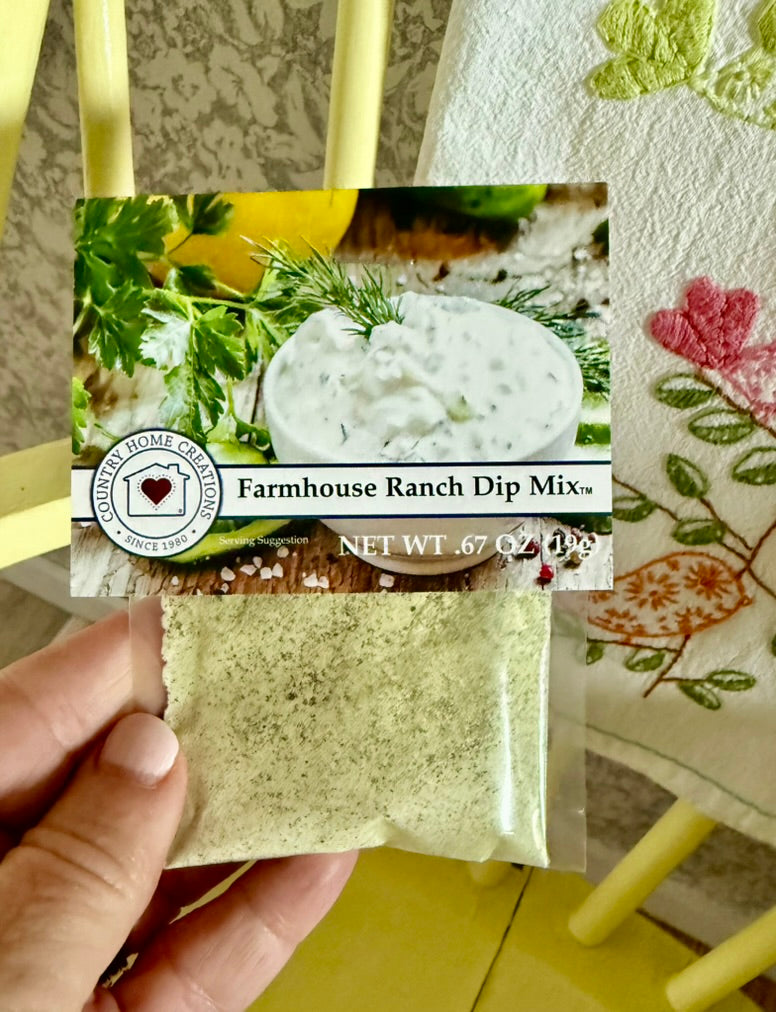 COUNTRY HOME CREATIONS
• SINCE 1980 •
®
Farmhouse Ranch Dip Mix™
Serving Suggestion
NET WT .67 OZ (19g)